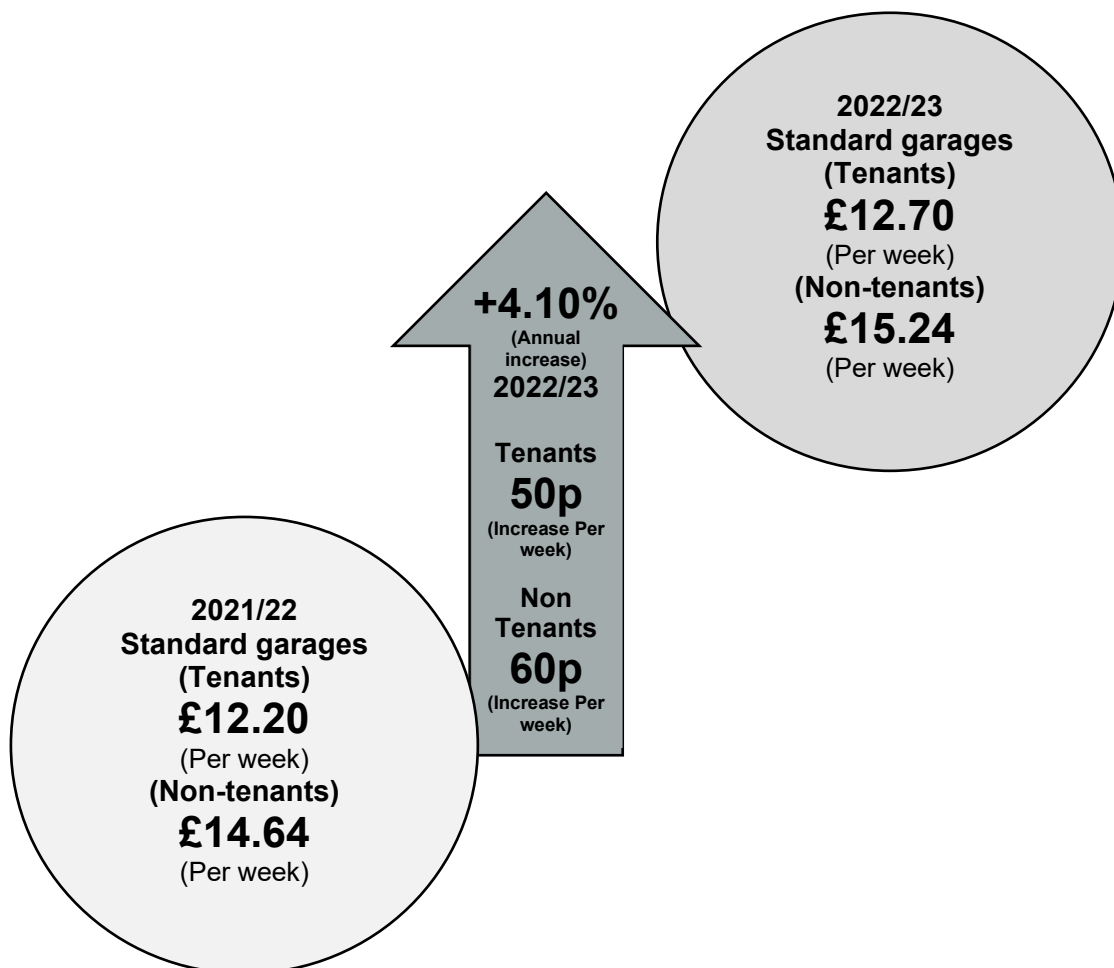 2022/23
Standard garages
(Tenants)
£12.70
(Per week)
(Non-tenants)
£15.24
(Per week)
+4.10%
(Annual
increase)
2022/23
Tenants
50p
(Increase Per
week)
Non
Tenants
60p
(Increase Per
week)
2021/22
Standard garages
(Tenants)
£12.20
(Per week)
(Non-tenants)
£14.64
(Per week)